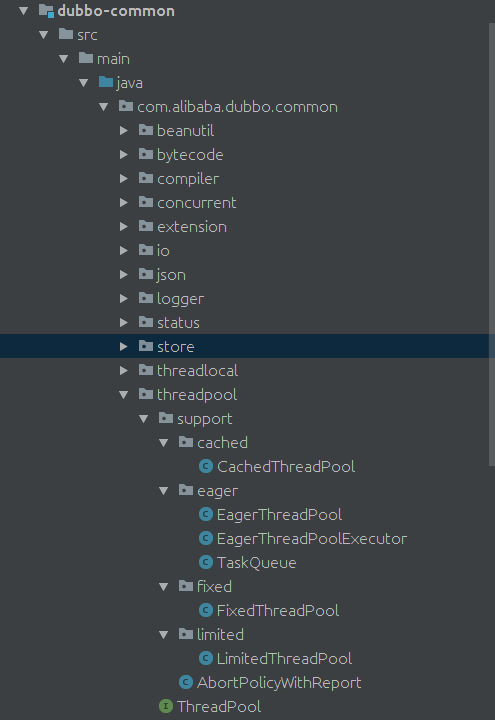 dubbo-common
src
main
java
com.alibaba.dubbo.common
beanutil
bytecode
compiler
concurrent
extension
io
json
logger
status
store
threadlocal
threadpool
support
cached
CachedThreadPool
eager
EagerThreadPool
EagerThreadPoolExecutor
TaskQueue
fixed
FixedThreadPool
limited
LimitedThreadPool
AbortPolicyWithReport
ThreadPool